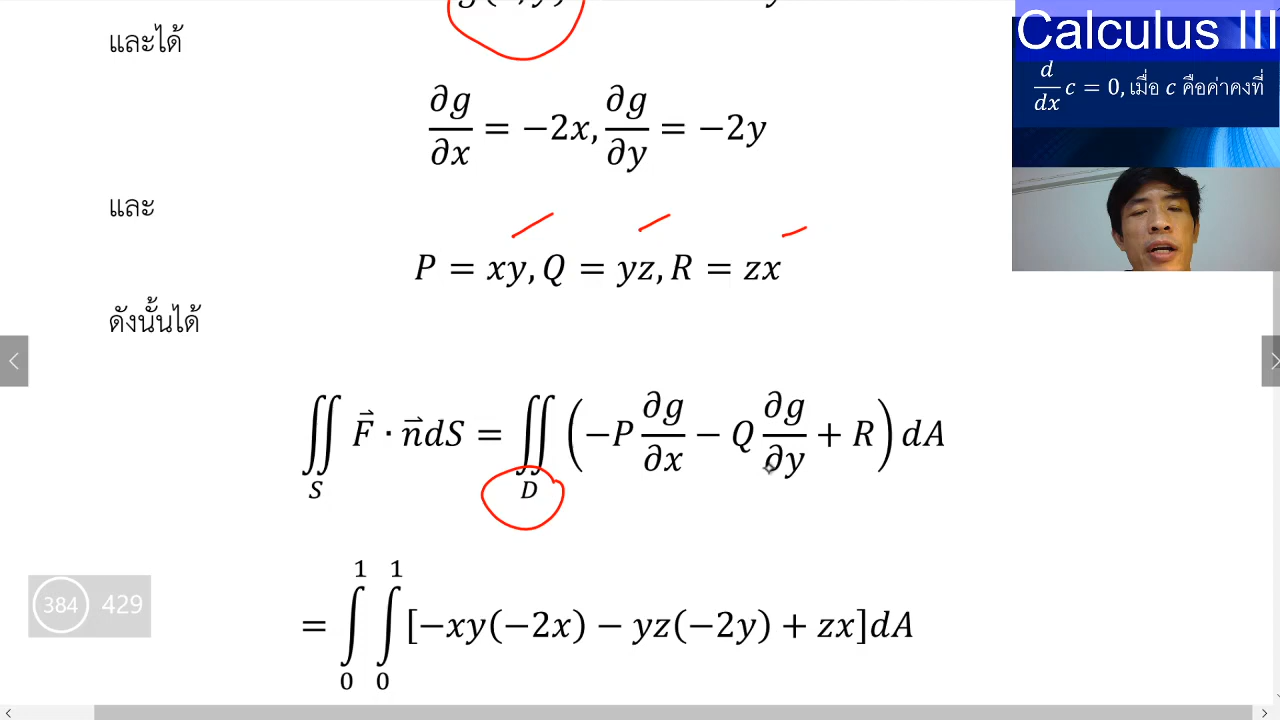 และได้
∂g/∂x = −2x, ∂g/∂y = −2y
และ
P = xy, Q = yz, R = zx
ดังนั้นได้
∬_S F⃗ · n⃗ dS = ∬_D (−P ∂g/∂x − Q ∂g/∂y + R) dA
= ∫_0^1 ∫_0^1 [−xy(−2x) − yz(−2y) + zx] dA
384 429
Calculus III
d/dx c = 0, เมื่อ c คือค่าคงที่